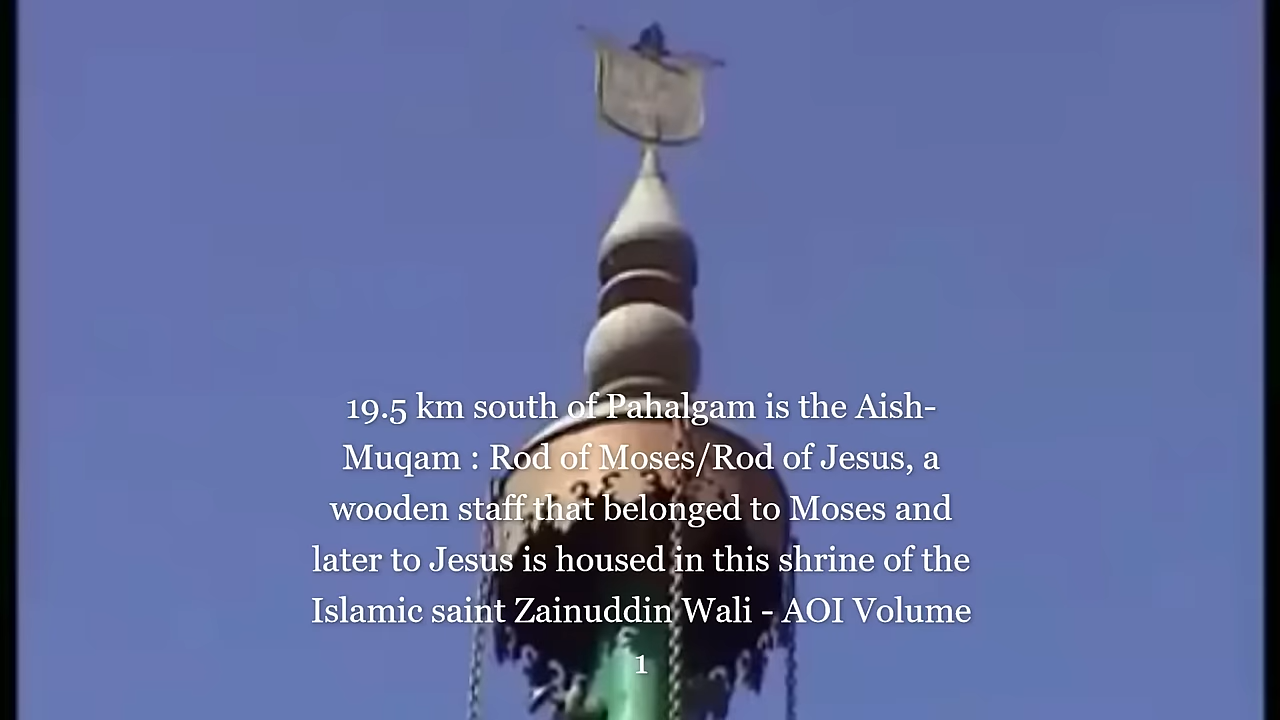 19.5 km south of Pahalgam is the Aish-
Muqam : Rod of Moses/Rod of Jesus, a
wooden staff that belonged to Moses and
later to Jesus is housed in this shrine of the
Islamic saint Zainuddin Wali - AOI Volume
1